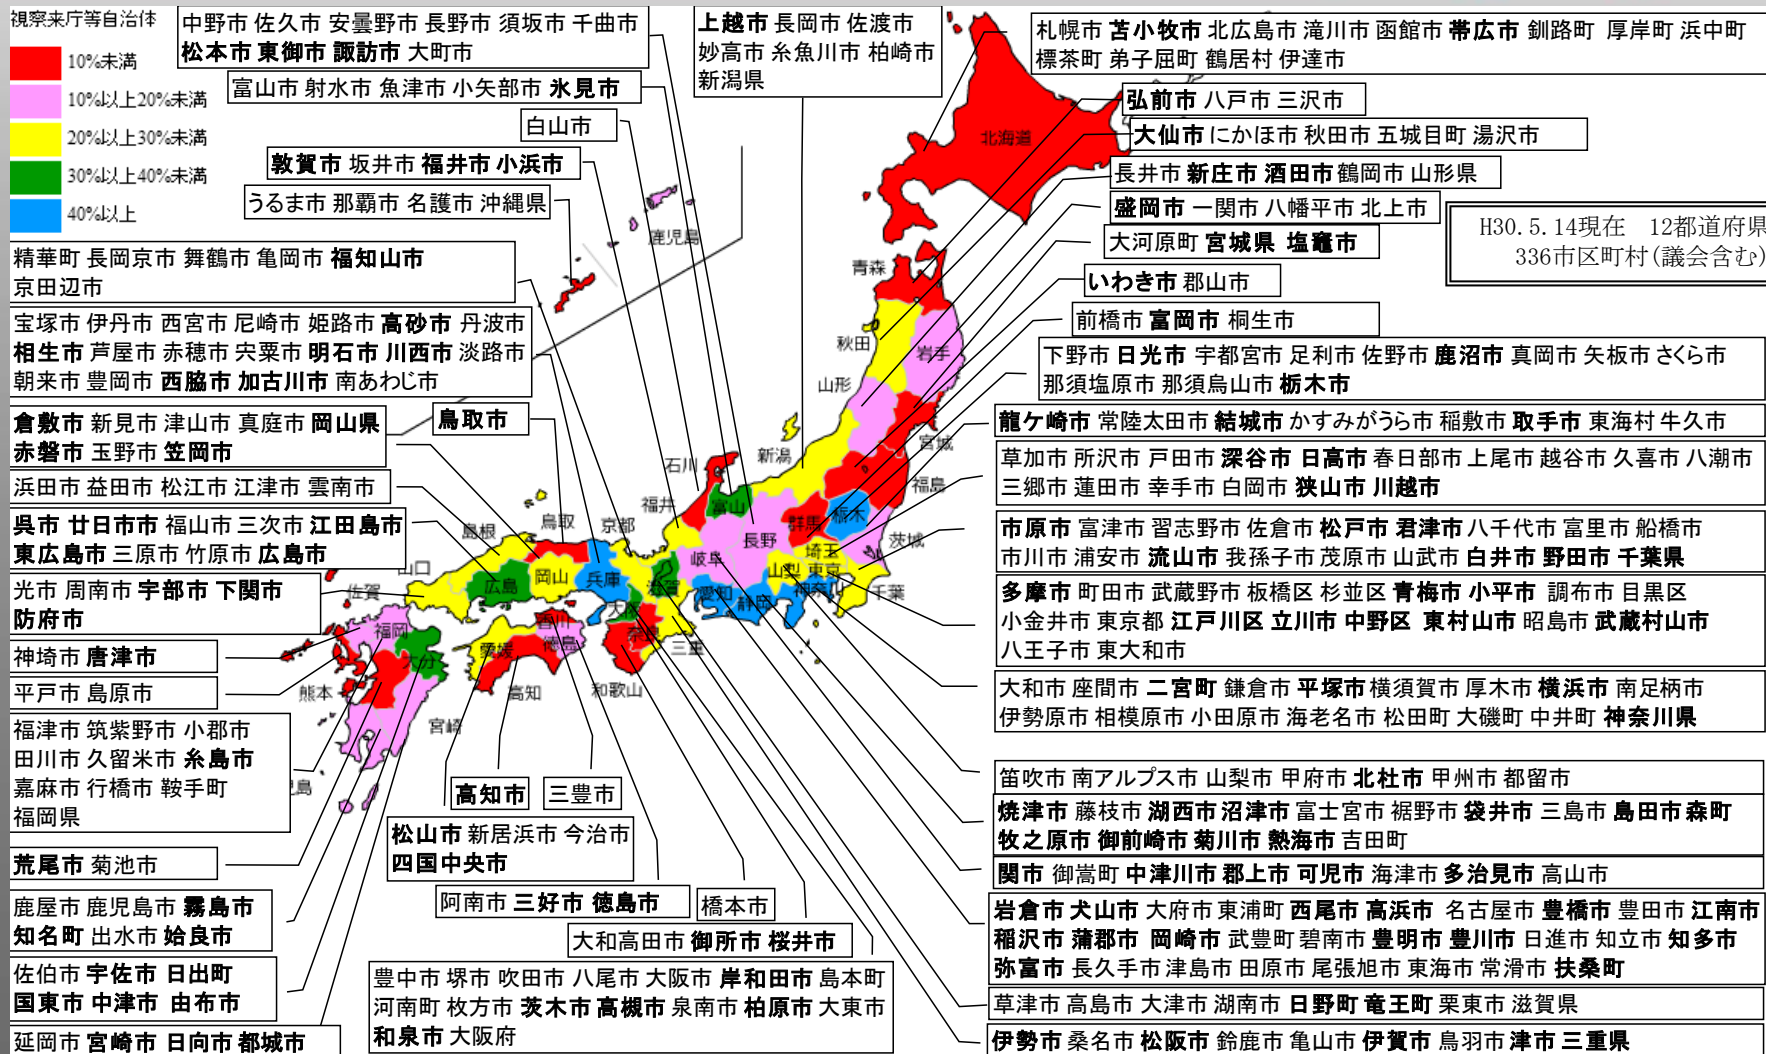 視察来庁等自治体
10%未満
10%以上20%未満
20%以上30%未満
30%以上40%未満
40%以上
中野市 佐久市 安曇野市 長野市 須坂市 千曲市
松本市 東御市 諏訪市 大町市
富山市 射水市 魚津市 小矢部市 氷見市
白山市
敦賀市 坂井市 福井市 小浜市
うるま市 那覇市 名護市 沖縄県
上越市 長岡市 佐渡市
妙高市 糸魚川市 柏崎市
新潟県
札幌市 苫小牧市 北広島市 滝川市 函館市 帯広市 釧路町 厚岸町 浜中町
標茶町 弟子屈町 鶴居村 伊達市
弘前市 八戸市 三沢市
大仙市 にかほ市 秋田市 五城目町 湯沢市
長井市 新庄市 酒田市 鶴岡市 山形県
盛岡市 一関市 八幡平市 北上市
大河原町 宮城県 塩竈市
いわき市 郡山市
前橋市 富岡市 桐生市
H30.5.14現在 12都道府県
336市区町村(議会含む)
精華町 長岡京市 舞鶴市 亀岡市 福知山市
京田辺市
宝塚市 伊丹市 西宮市 尼崎市 姫路市 高砂市 丹波市
相生市 芦屋市 赤穂市 宍粟市 明石市 川西市 淡路市
朝来市 豊岡市 西脇市 加古川市 南あわじ市
倉敷市 新見市 津山市 真庭市 岡山県
赤磐市 玉野市 笠岡市
鳥取市
浜田市 益田市 松江市 江津市 雲南市
呉市 廿日市市 福山市 三次市 江田島市
東広島市 三原市 竹原市 広島市
光市 周南市 宇部市 下関市
防府市
神埼市 唐津市
平戸市 島原市
福津市 筑紫野市 小郡市
田川市 久留米市 糸島市
嘉麻市 行橋市 鞍手町
福岡県
荒尾市 菊池市
鹿屋市 鹿児島市 霧島市
知名町 出水市 姶良市
佐伯市 宇佐市 日出町
国東市 中津市 由布市
延岡市 宮崎市 日向市 都城市
下野市 日光市 宇都宮市 足利市 佐野市 鹿沼市 真岡市 矢板市 さくら市
那須塩原市 那須烏山市 栃木市
龍ケ崎市 常陸太田市 結城市 かすみがうら市 稲敷市 取手市 東海村 牛久市
草加市 所沢市 戸田市 深谷市 日高市 春日部市 上尾市 越谷市 久喜市 八潮市
三郷市 蓮田市 幸手市 白岡市 狭山市 川越市
市原市 富津市 習志野市 佐倉市 松戸市 君津市 八千代市 富里市 船橋市
市川市 浦安市 流山市 我孫子市 茂原市 山武市 白井市 野田市 千葉県
多摩市 町田市 武蔵野市 板橋区 杉並区 青梅市 小平市 調布市 目黒区
小金井市 東京都 江戸川区 立川市 中野区 東村山市 昭島市 武蔵村山市
八王子市 東大和市
大和市 座間市 二宮町 鎌倉市 平塚市 横須賀市 厚木市 横浜市 南足柄市
伊勢原市 相模原市 小田原市 海老名市 松田町 大磯町 中井町 神奈川県
笛吹市 南アルプス市 山梨市 甲府市 北杜市 甲州市 都留市
焼津市 藤枝市 湖西市 沼津市 富士宮市 裾野市 袋井市 三島市 島田市 森町
牧之原市 御前崎市 菊川市 熱海市 吉田町
関市 御嵩町 中津川市 郡上市 可児市 海津市 多治見市 高山市
岩倉市 犬山市 大府市 東浦町 西尾市 高浜市 名古屋市 豊橋市 豊田市 江南市
稲沢市 蒲郡市 岡崎市 武豊町 碧南市 豊明市 豊川市 日進市 知立市 知多市
弥富市 長久手市 津島市 田原市 尾張旭市 東海市 常滑市 扶桑町
草津市 高島市 大津市 湖南市 日野町 竜王町 栗東市 滋賀県
伊勢市 桑名市 松阪市 鈴鹿市 亀山市 伊賀市 鳥羽市 津市 三重県
高知市
三豊市
松山市 新居浜市 今治市
四国中央市
阿南市 三好市 徳島市
橋本市
大和高田市 御所市 桜井市
豊中市 堺市 吹田市 八尾市 大阪市 岸和田市 島本町
河南町 枚方市 茨木市 高槻市 泉南市 柏原市 大東市
和泉市 大阪府
北海道
青森
秋田
岩手
山形
宮城
福島
新潟
石川
富山
福井
群馬
栃木
茨城
長野
埼玉
岐阜
山梨
東京
神奈川
千葉
愛知
静岡
滋賀
三重
京都
兵庫
大阪
奈良
和歌山
鳥取
島根
岡山
広島
山口
香川
徳島
愛媛
高知
福岡
佐賀
大分
熊本
宮崎
鹿児島
児島